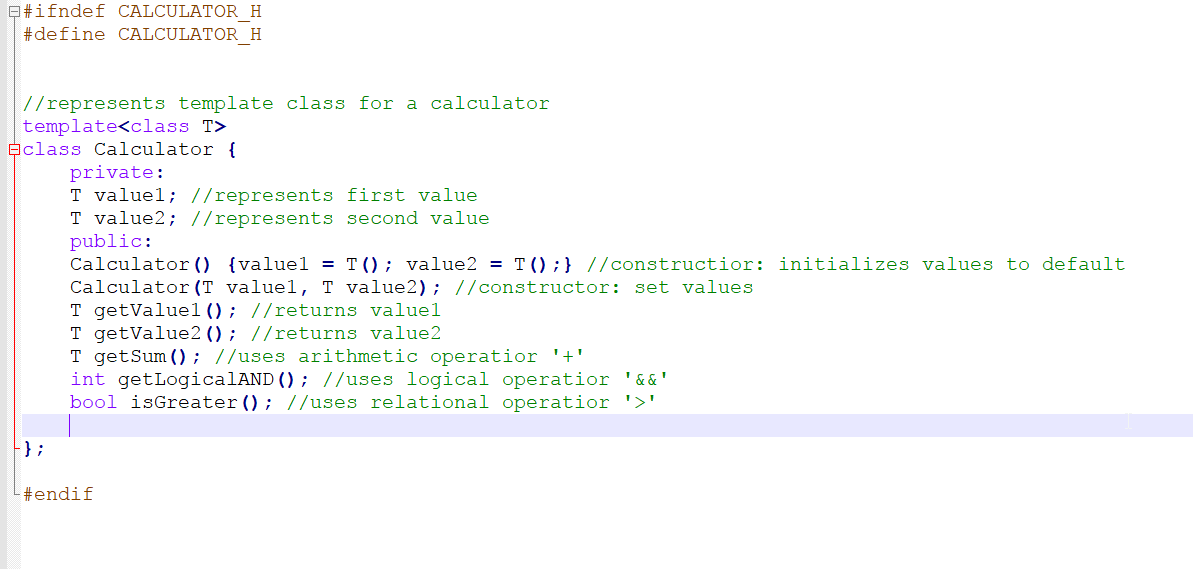 #ifndef CALCULATOR_H
#define CALCULATOR_H
//represents template class for a calculator
template<class T>
class Calculator {
private:
T value1; //represents first value
T value2; //represents second value
public:
Calculator() {value1 = T(); value2 = T();} //constructior: initializes values to default
Calculator(T value1, T value2); //constructor: set values
T getValue1(); //returns value1
T getValue2(); //returns value2
T getSum(); //uses arithmetic operatior '+'
int getLogicalAND(); //uses logical operatior '&&'
bool isGreater(); //uses relational operatior '>'
};
#endif